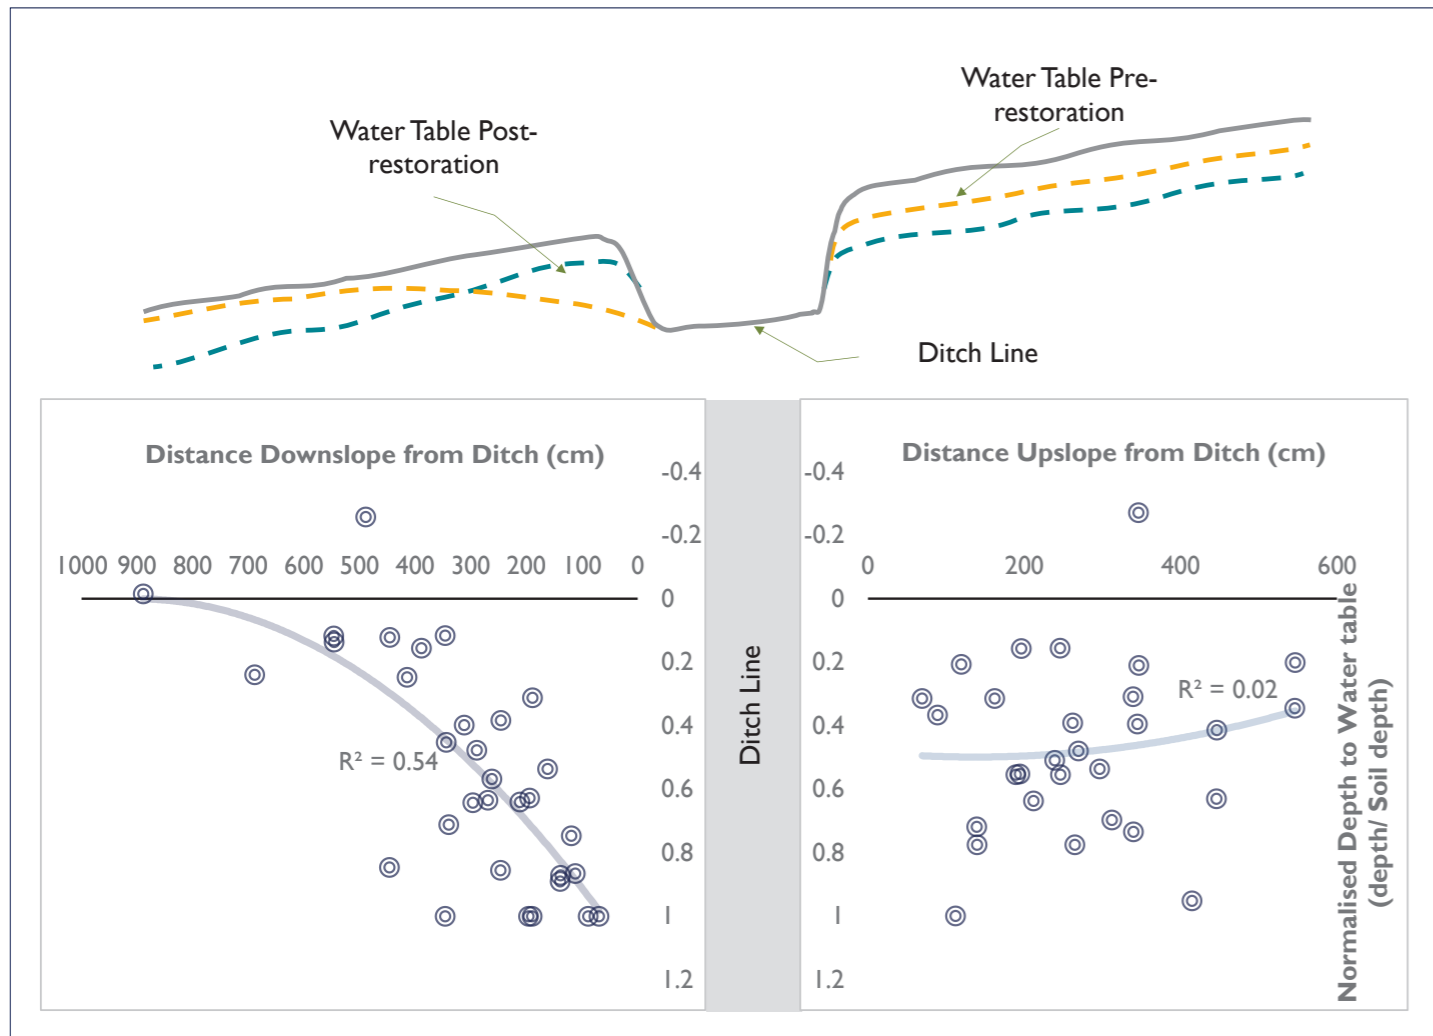 Water Table Pre-
restoration
Water Table Post-
restoration
Ditch Line
Distance Downslope from Ditch (cm)
-0.4
-0.2
1000 900 800 700 600 500 400 300 200 100 0
0
0.2
0.4
0.6
0.8
1
1.2
R² = 0.54
Ditch Line
Distance Upslope from Ditch (cm)
-0.4
-0.2
0 200 400 600
0
0.2
0.4
0.6
0.8
1
1.2
R² = 0.02
Normalised Depth to Water table
(depth/ Soil depth)